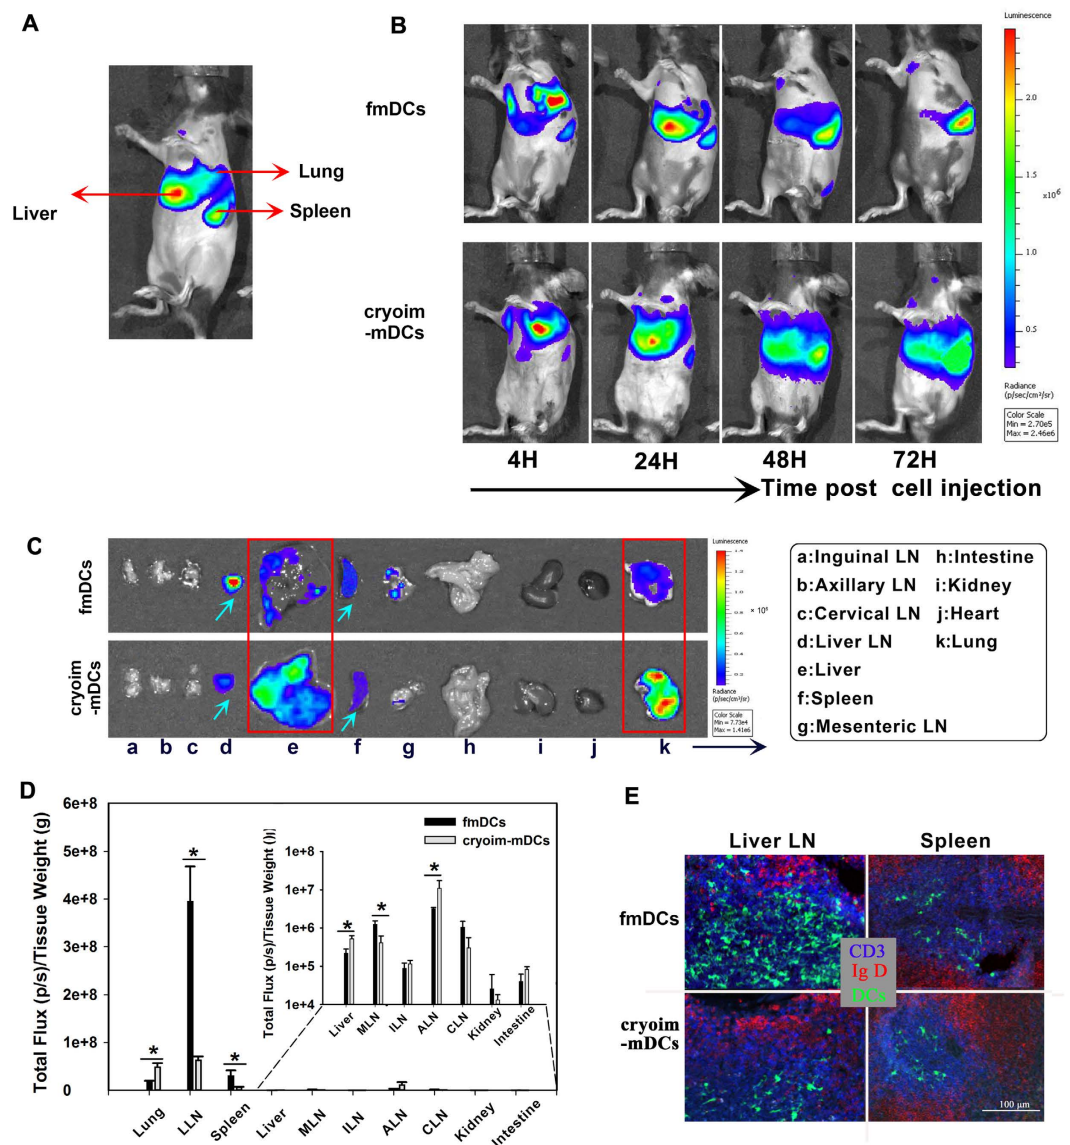 A
Lung
Liver
Spleen
B
fmDCs
cryoim
-mDCs
4H
24H
48H
72H
Time post cell injection
Luminescence
2.0
1.5
×10⁶
1.0
0.5
Radiance
(p/sec/cm²/sr)
Color Scale
Min = 2.70e5
Max = 2.46e6
C
fmDCs
cryoim
-mDCs
a
b
c
d
e
f
g
h
i
j
k
Luminescence
Radiance
(p/sec/cm²/sr)
Color Scale
Min = 7.73e4
Max = 1.41e6
a:Inguinal LN h:Intestine
b:Axillary LN i:Kidney
c:Cervical LN j:Heart
d:Liver LN k:Lung
e:Liver
f:Spleen
g:Mesenteric LN
D
Total Flux (p/s)/Tissue Weight (g)
6e+8
5e+8
4e+8
3e+8
2e+8
1e+8
0
* * *
Lung
LLN
Spleen
Liver
MLN
ILN
ALN
CLN
Kidney
Intestine
fmDCs
cryoim-mDCs
Total Flux (p/s)/Tissue Weight
1e+8
1e+7
1e+6
1e+5
1e+4
* * *
Liver
MLN
ILN
ALN
CLN
Kidney
Intestine
E
Liver LN
Spleen
fmDCs
cryoim
-mDCs
CD3
Ig D
DCs
100 μm